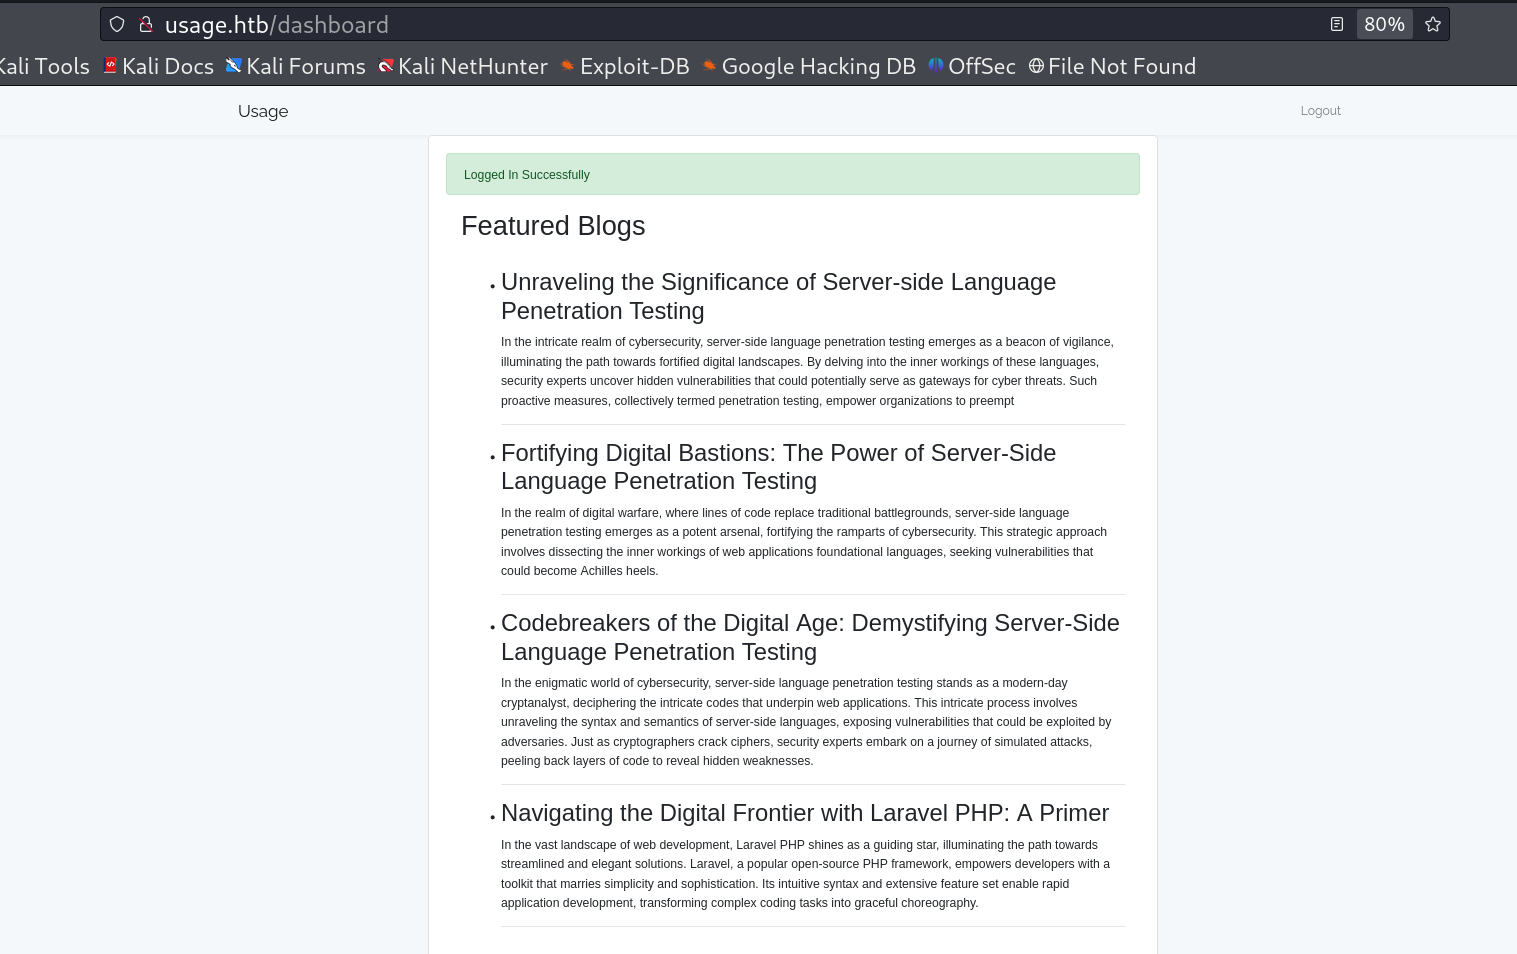 usage.htb/dashboard
80%
Kali Tools Kali Docs Kali Forums Kali NetHunter Exploit-DB Google Hacking DB OffSec File Not Found
Usage
Logout
Logged In Successfully
Featured Blogs
Unraveling the Significance of Server-side Language
Penetration Testing
In the intricate realm of cybersecurity, server-side language penetration testing emerges as a beacon of vigilance,
illuminating the path towards fortified digital landscapes. By delving into the inner workings of these languages,
security experts uncover hidden vulnerabilities that could potentially serve as gateways for cyber threats. Such
proactive measures, collectively termed penetration testing, empower organizations to preempt
Fortifying Digital Bastions: The Power of Server-Side
Language Penetration Testing
In the realm of digital warfare, where lines of code replace traditional battlegrounds, server-side language
penetration testing emerges as a potent arsenal, fortifying the ramparts of cybersecurity. This strategic approach
involves dissecting the inner workings of web applications foundational languages, seeking vulnerabilities that
could become Achilles heels.
Codebreakers of the Digital Age: Demystifying Server-Side
Language Penetration Testing
In the enigmatic world of cybersecurity, server-side language penetration testing stands as a modern-day
cryptanalyst, deciphering the intricate codes that underpin web applications. This intricate process involves
unraveling the syntax and semantics of server-side languages, exposing vulnerabilities that could be exploited by
adversaries. Just as cryptographers crack ciphers, security experts embark on a journey of simulated attacks,
peeling back layers of code to reveal hidden weaknesses.
Navigating the Digital Frontier with Laravel PHP: A Primer
In the vast landscape of web development, Laravel PHP shines as a guiding star, illuminating the path towards
streamlined and elegant solutions. Laravel, a popular open-source PHP framework, empowers developers with a
toolkit that marries simplicity and sophistication. Its intuitive syntax and extensive feature set enable rapid
application development, transforming complex coding tasks into graceful choreography.